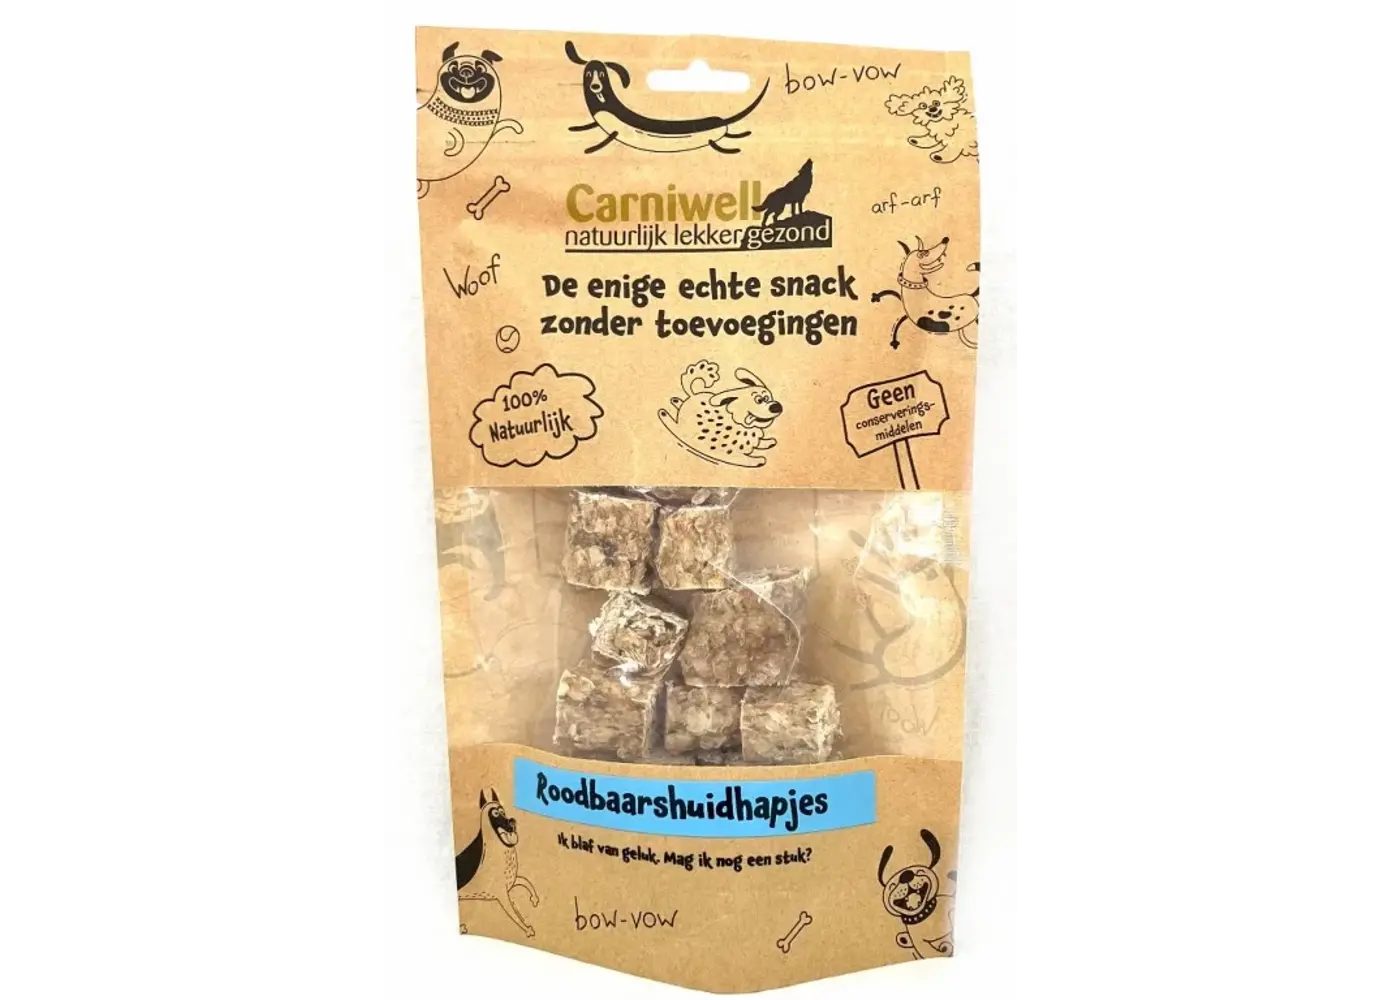 bow-vow
Carniwell
natuurlijk lekker gezond
arf-arf
Woof
De enige echte snack
zonder toevoegingen
100%
Natuurlijk
Geen
conserverings-
middelen
Roodbaarshuidhapjes
Ik blaf van geluk. Mag ik nog een stuk?
bow-vow